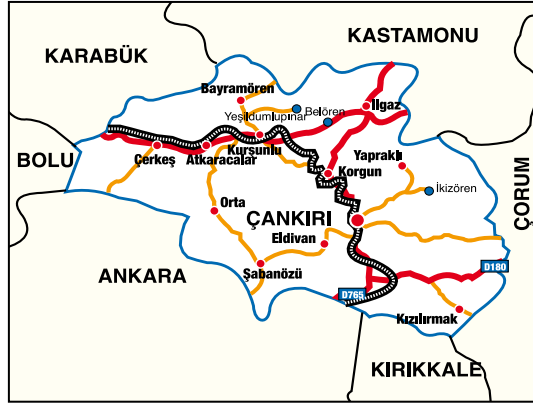 KASTAMONU
KARABÜK
Bayramören
Ilgaz
Yeşildumlupınar
Belören
Kurşunlu
BOLU
Çerkeş
Atkaracalar
Yapraklı
Korgun
İkizören
ÇORUM
Orta
ÇANKIRI
Eldivan
ANKARA
Şabanözü
D180
D765
Kızılırmak
KIRIKKALE